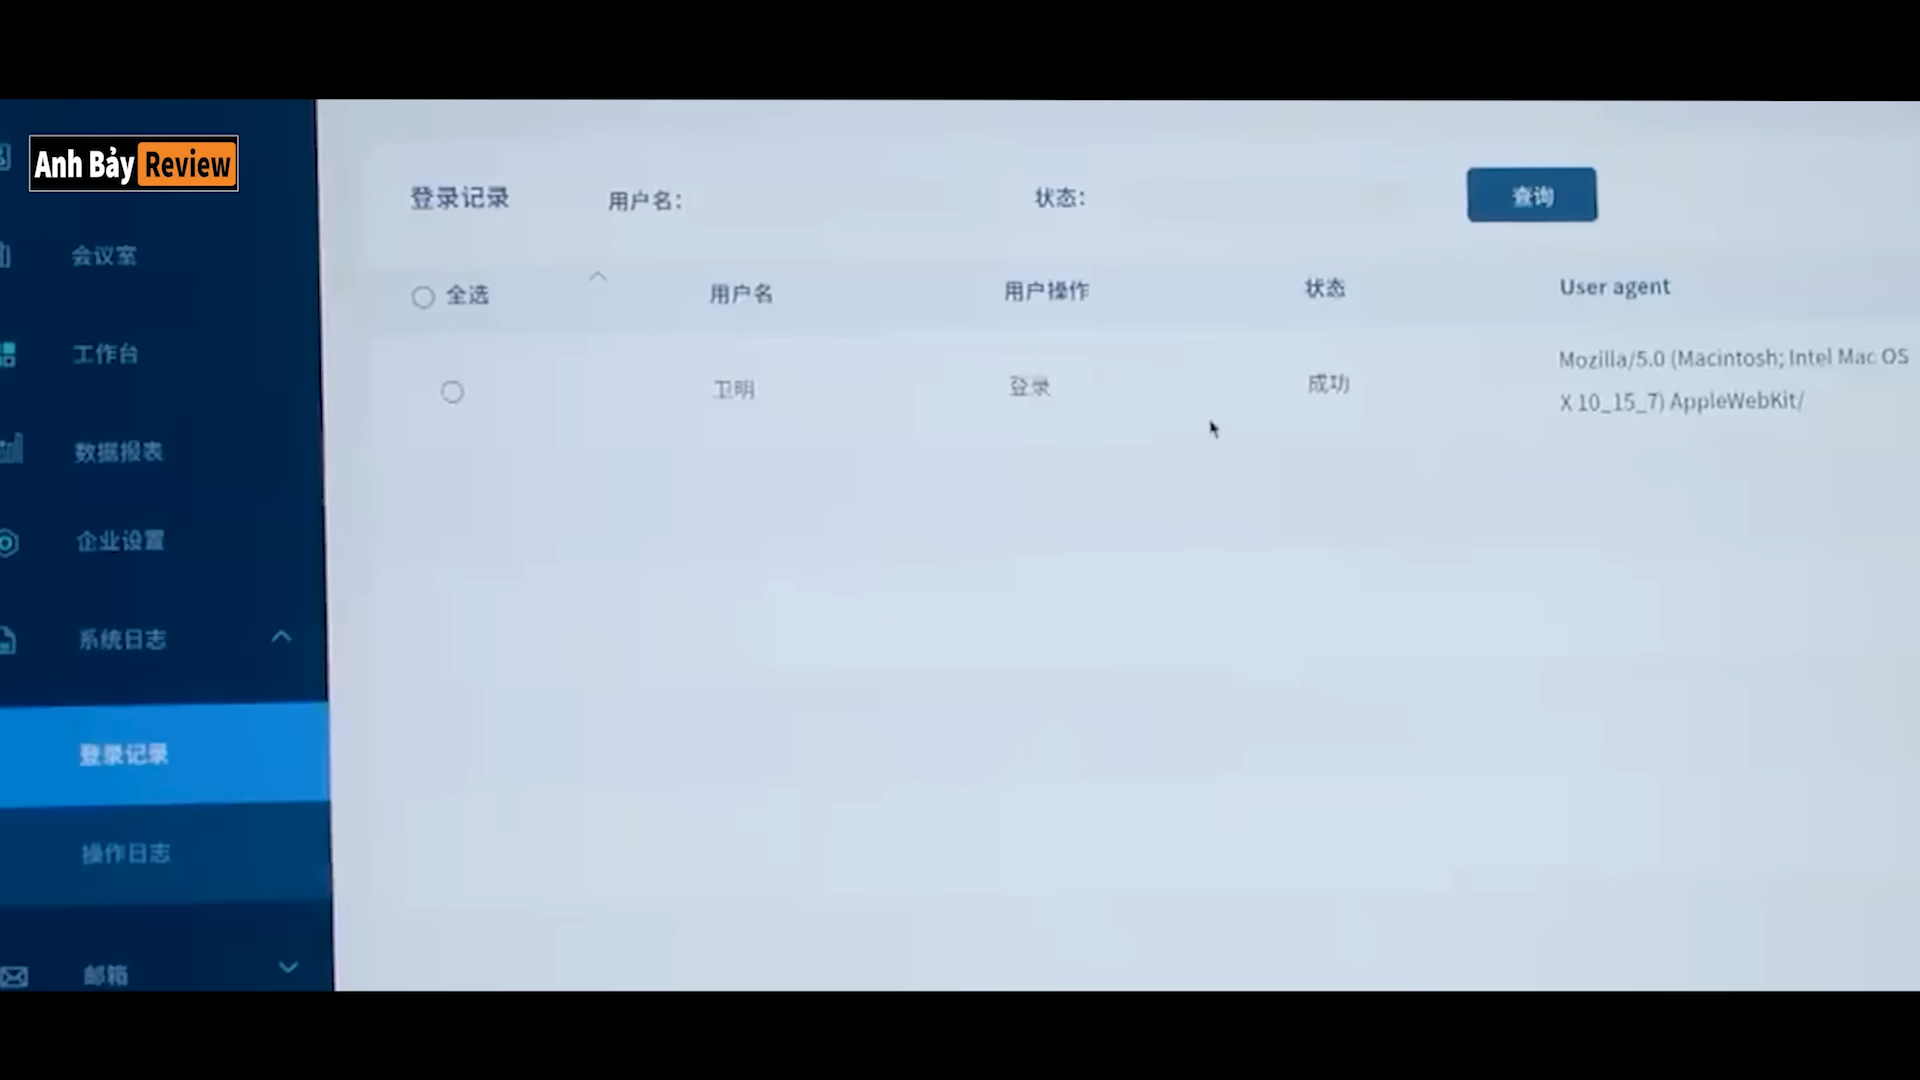 Anh Bảy Review
会议室
工作台
数据报表
企业设置
系统日志
登录记录
操作日志
邮箱
登录记录 用户名: 状态: 查询
全选 用户名 用户操作 状态 User agent
卫明 登录 成功 Mozilla/5.0 (Macintosh; Intel Mac OS
X 10_15_7) AppleWebKit/